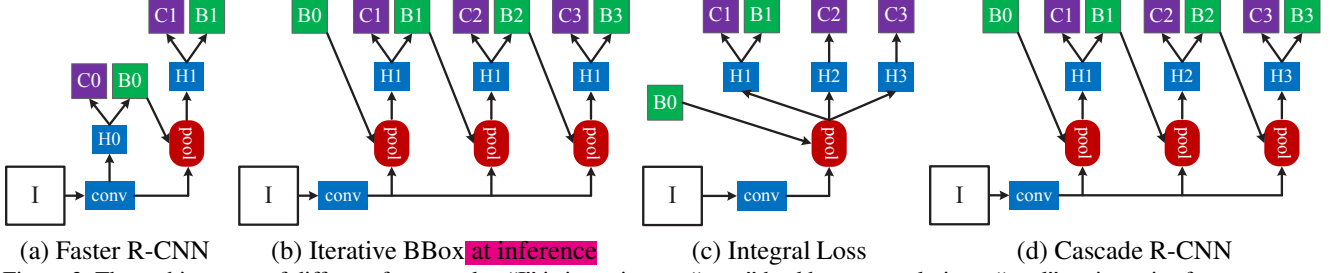 C1 B1 B0 C1 B1 C2 B2 C3 B3 C1 B1 C2 C3 B0 C1 B1 C2 B2 C3 B3
C0 B0 H1 H1 H1 H1 H1 H2 H3 H1 H2 H3
B0
H0 pool pool pool pool pool pool pool pool
I conv I conv I conv I conv
(a) Faster R-CNN (b) Iterative BBox at inference (c) Integral Loss (d) Cascade R-CNN